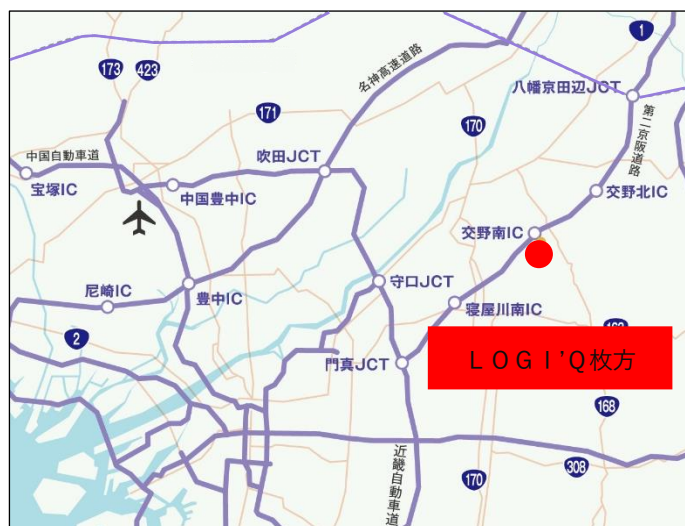 1
173
423
名神高速道路
八幡京田辺JCT
171
170
第二京阪道路
中国自動車道
吹田JCT
宝塚IC
中国豊中IC
交野北IC
交野南IC
尼崎IC
豊中IC
守口JCT
寝屋川南IC
2
門真JCT
LOGI'Q枚方
168
近畿自動車道
308
170